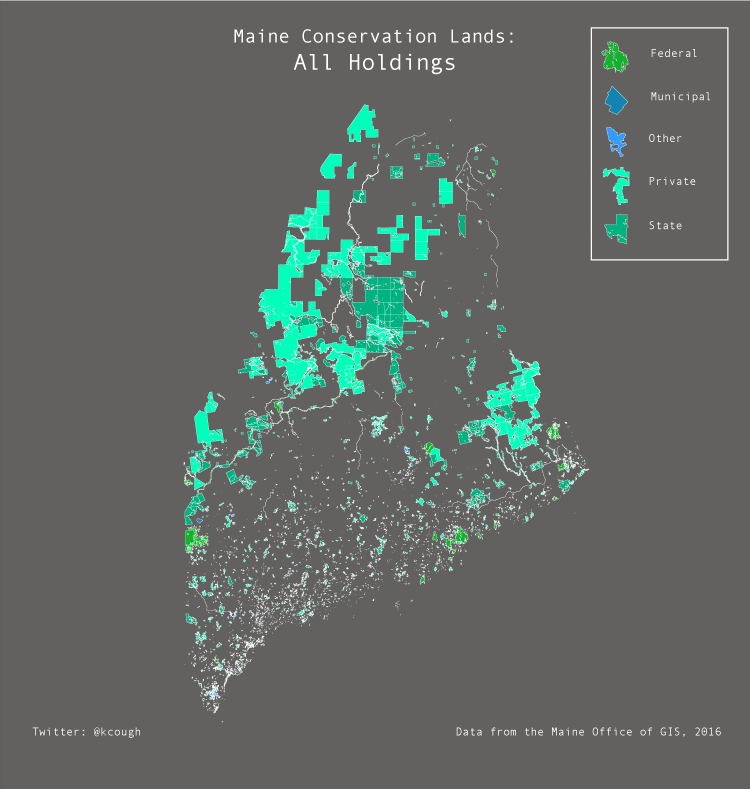 Maine Conservation Lands:
All Holdings
Federal
Municipal
Other
Private
State
Twitter: @kcough
Data from the Maine Office of GIS, 2016